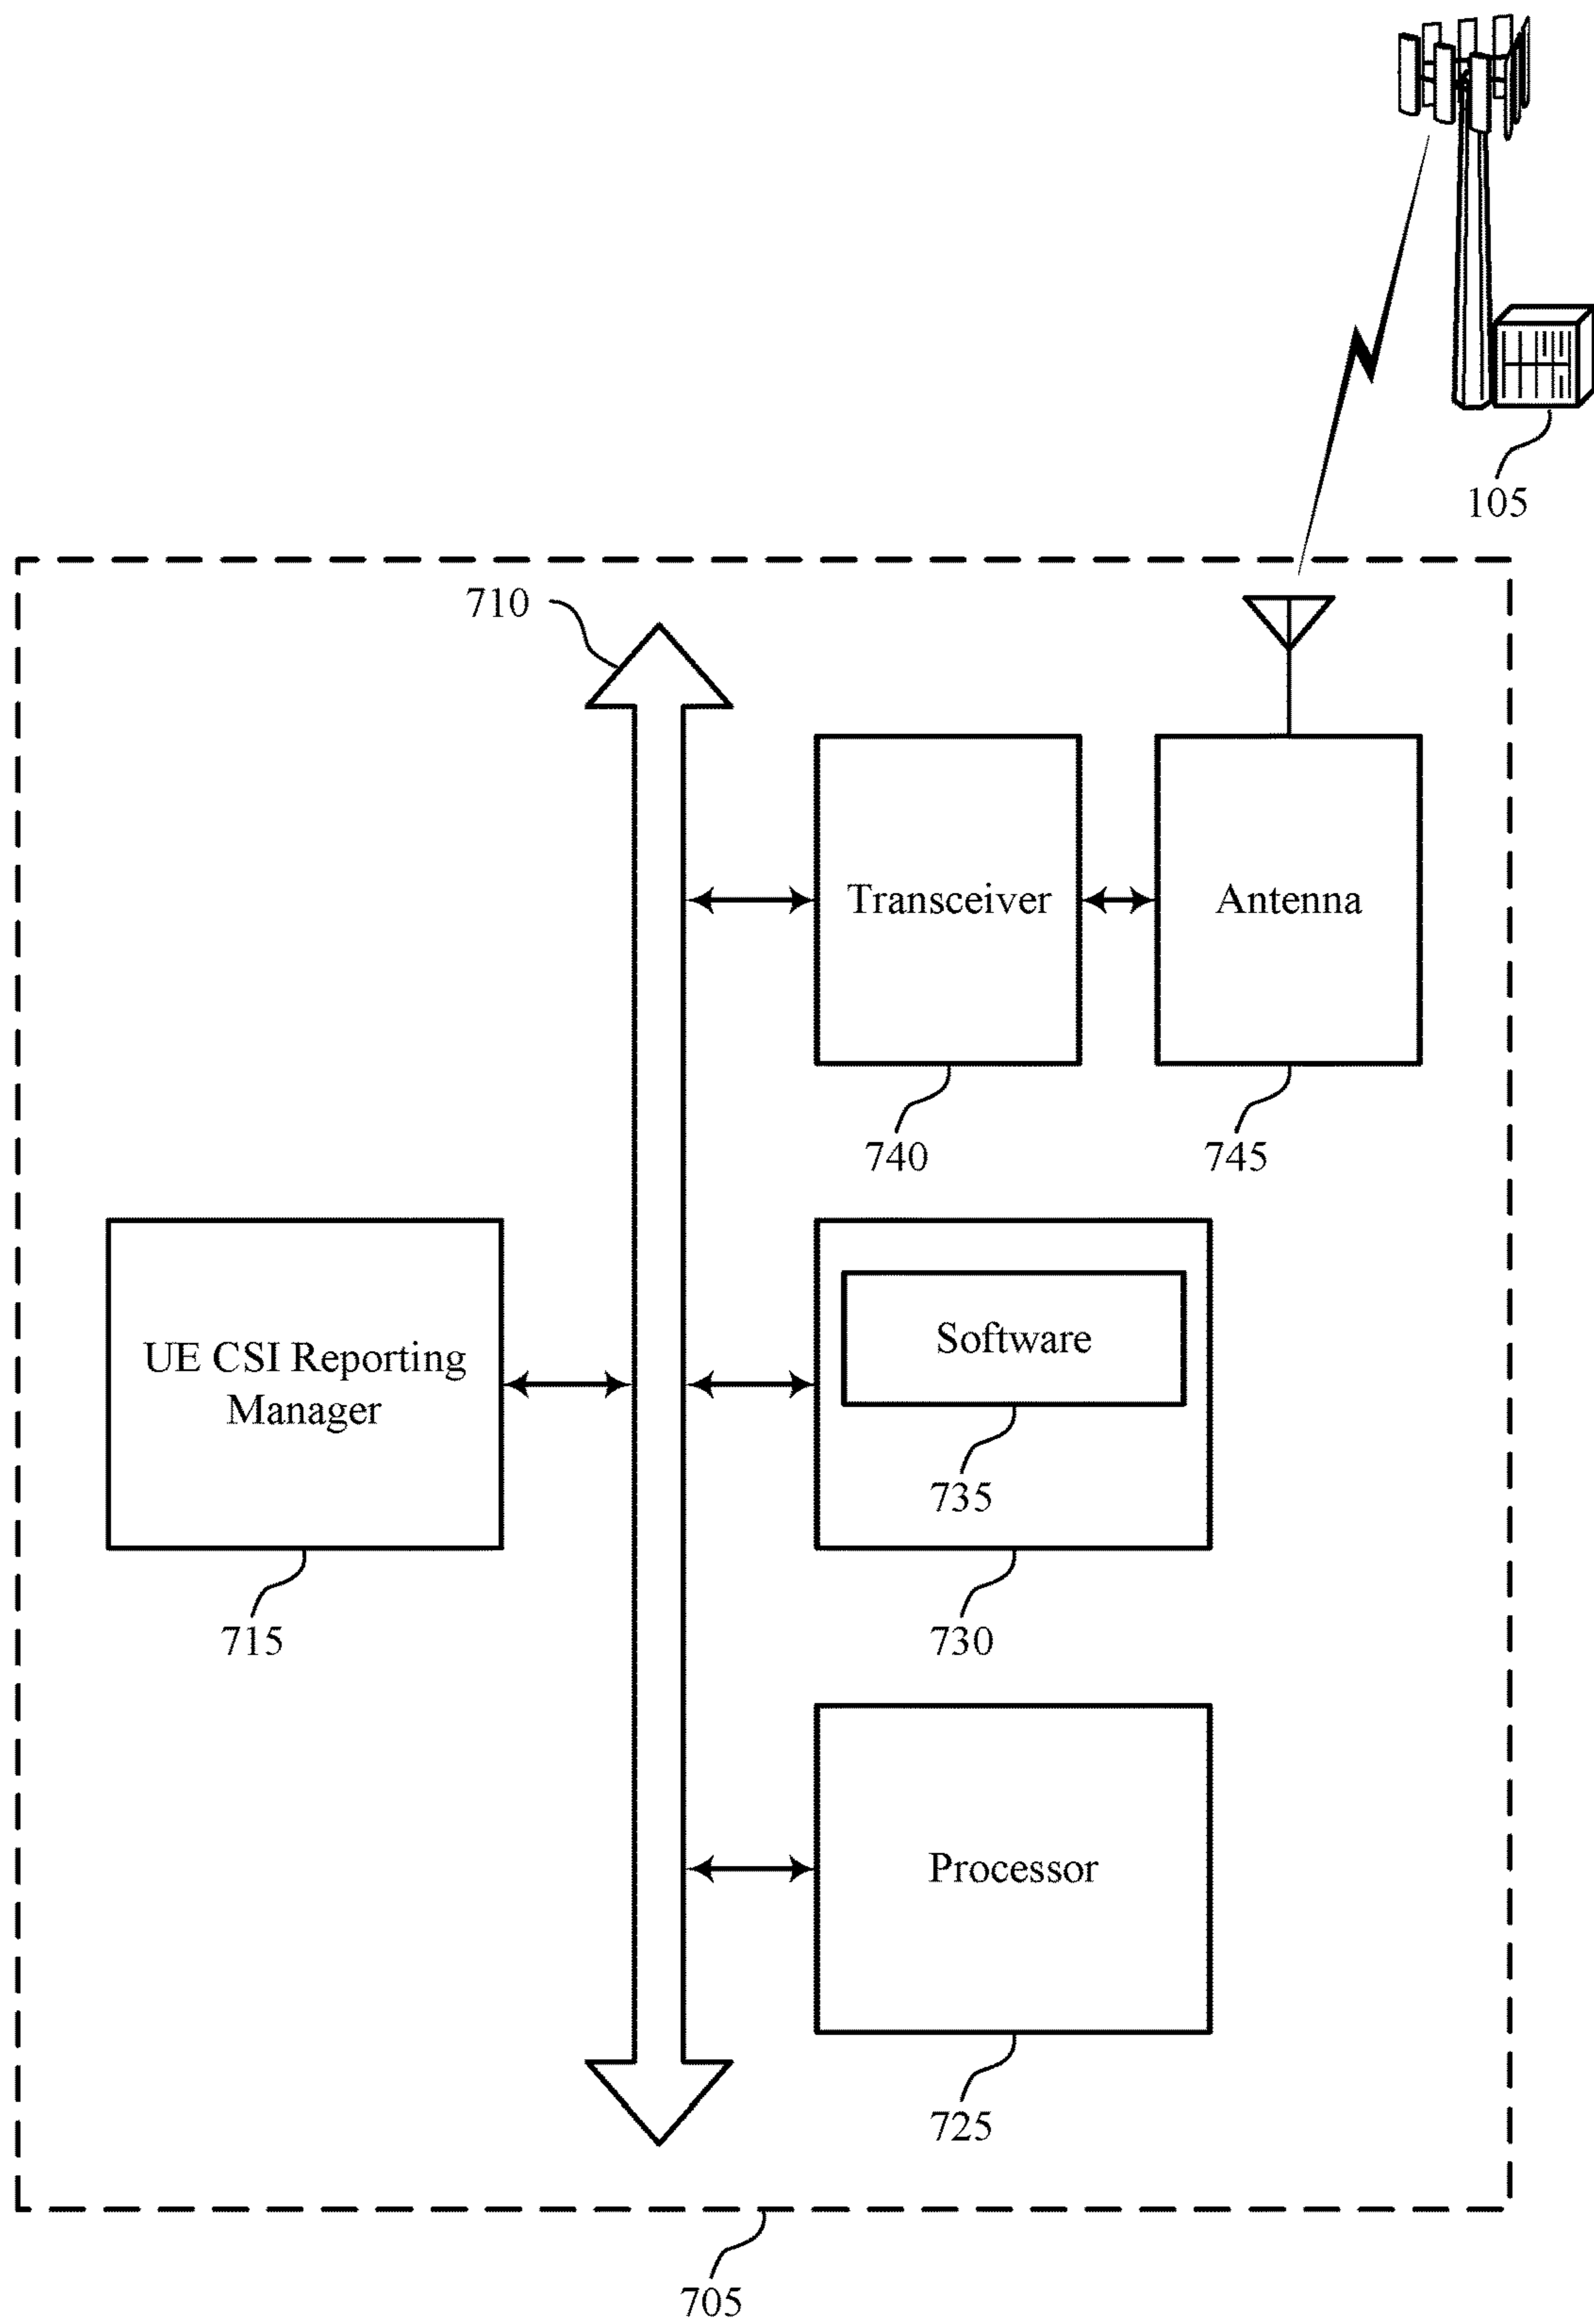 105
710
Transceiver
Antenna
740
745
UE CSI Reporting
Manager
Software
735
715
730
Processor
725
705